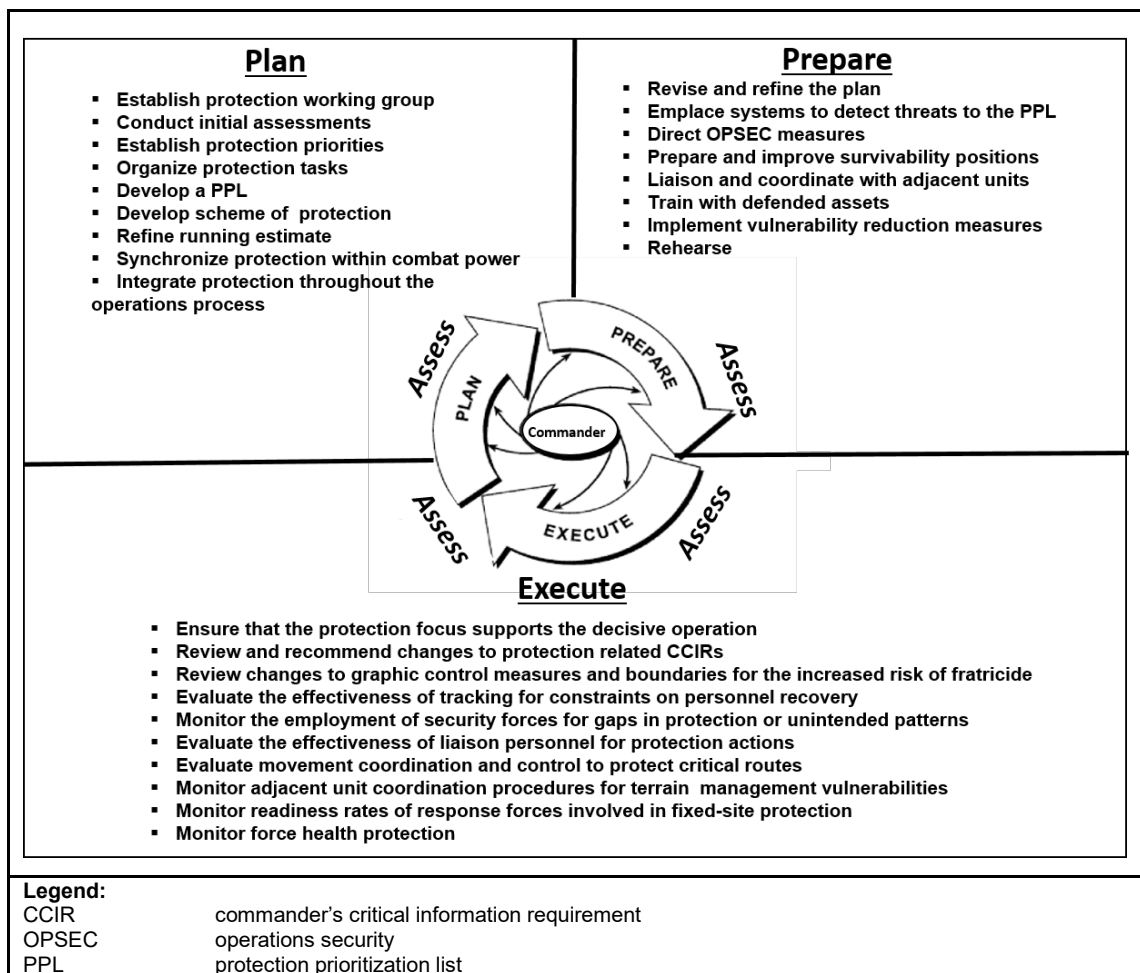 Plan
▪ Establish protection working group
▪ Conduct initial assessments
▪ Establish protection priorities
▪ Organize protection tasks
▪ Develop a PPL
▪ Develop scheme of protection
▪ Refine running estimate
▪ Synchronize protection within combat power
▪ Integrate protection throughout the
operations process
Prepare
▪ Revise and refine the plan
▪ Emplace systems to detect threats to the PPL
▪ Direct OPSEC measures
▪ Prepare and improve survivability positions
▪ Liaison and coordinate with adjacent units
▪ Train with defended assets
▪ Implement vulnerability reduction measures
▪ Rehearse
Assess
PLAN
PREPARE
Assess
Commander
Assess
EXECUTE
Assess
Execute
▪ Ensure that the protection focus supports the decisive operation
▪ Review and recommend changes to protection related CCIRs
▪ Review changes to graphic control measures and boundaries for the increased risk of fratricide
▪ Evaluate the effectiveness of tracking for constraints on personnel recovery
▪ Monitor the employment of security forces for gaps in protection or unintended patterns
▪ Evaluate the effectiveness of liaison personnel for protection actions
▪ Evaluate movement coordination and control to protect critical routes
▪ Monitor adjacent unit coordination procedures for terrain management vulnerabilities
▪ Monitor readiness rates of response forces involved in fixed-site protection
▪ Monitor force health protection
Legend:
CCIR commander's critical information requirement
OPSEC operations security
PPL protection prioritization list